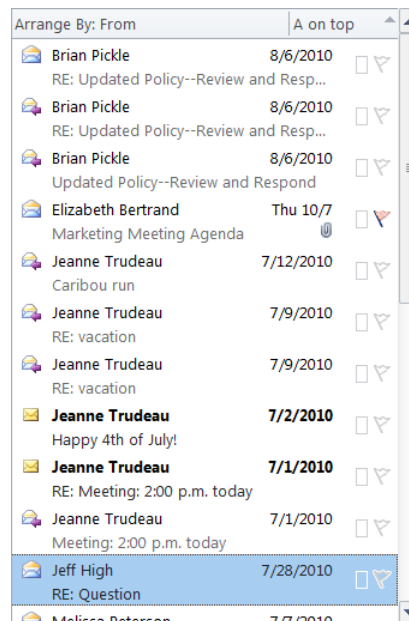 Arrange By: From A on top
Brian Pickle 8/6/2010
RE: Updated Policy--Review and Resp...
Brian Pickle 8/6/2010
RE: Updated Policy--Review and Resp...
Brian Pickle 8/6/2010
Updated Policy--Review and Respond
Elizabeth Bertrand Thu 10/7
Marketing Meeting Agenda
Jeanne Trudeau 7/12/2010
Caribou run
Jeanne Trudeau 7/9/2010
RE: vacation
Jeanne Trudeau 7/9/2010
RE: vacation
Jeanne Trudeau 7/2/2010
Happy 4th of July!
Jeanne Trudeau 7/1/2010
RE: Meeting: 2:00 p.m. today
Jeanne Trudeau 7/1/2010
Meeting: 2:00 p.m. today
Jeff High 7/28/2010
RE: Question
Melissa Peterson 7/7/2010